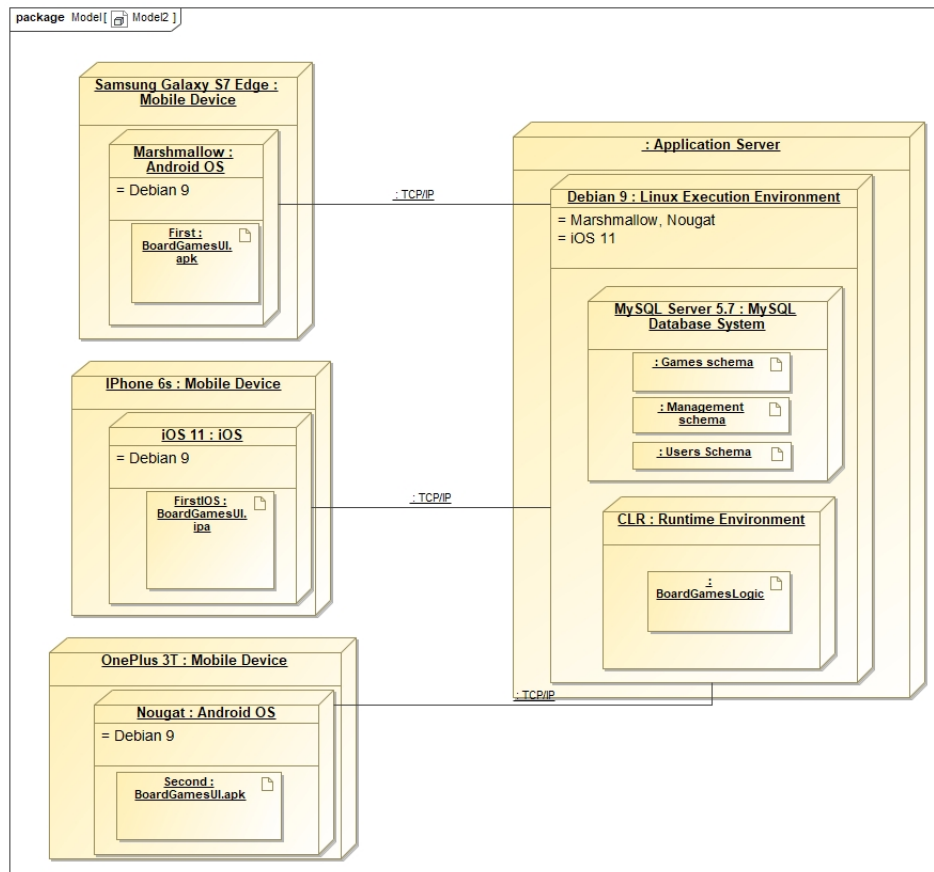 package Model[ Model2 ]
Samsung Galaxy S7 Edge :
Mobile Device
Marshmallow :
Android OS
= Debian 9
First :
BoardGamesUI.
apk
: TCP/IP
: Application Server
Debian 9 : Linux Execution Environment
= Marshmallow, Nougat
= iOS 11
MySQL Server 5.7 : MySQL
Database System
: Games schema
: Management
schema
: Users Schema
CLR : Runtime Environment
:
BoardGamesLogic
IPhone 6s : Mobile Device
iOS 11 : iOS
= Debian 9
FirstIOS :
BoardGamesUI.
ipa
: TCP/IP
OnePlus 3T : Mobile Device
Nougat : Android OS
= Debian 9
Second :
BoardGamesUI.apk
: TCP/IP